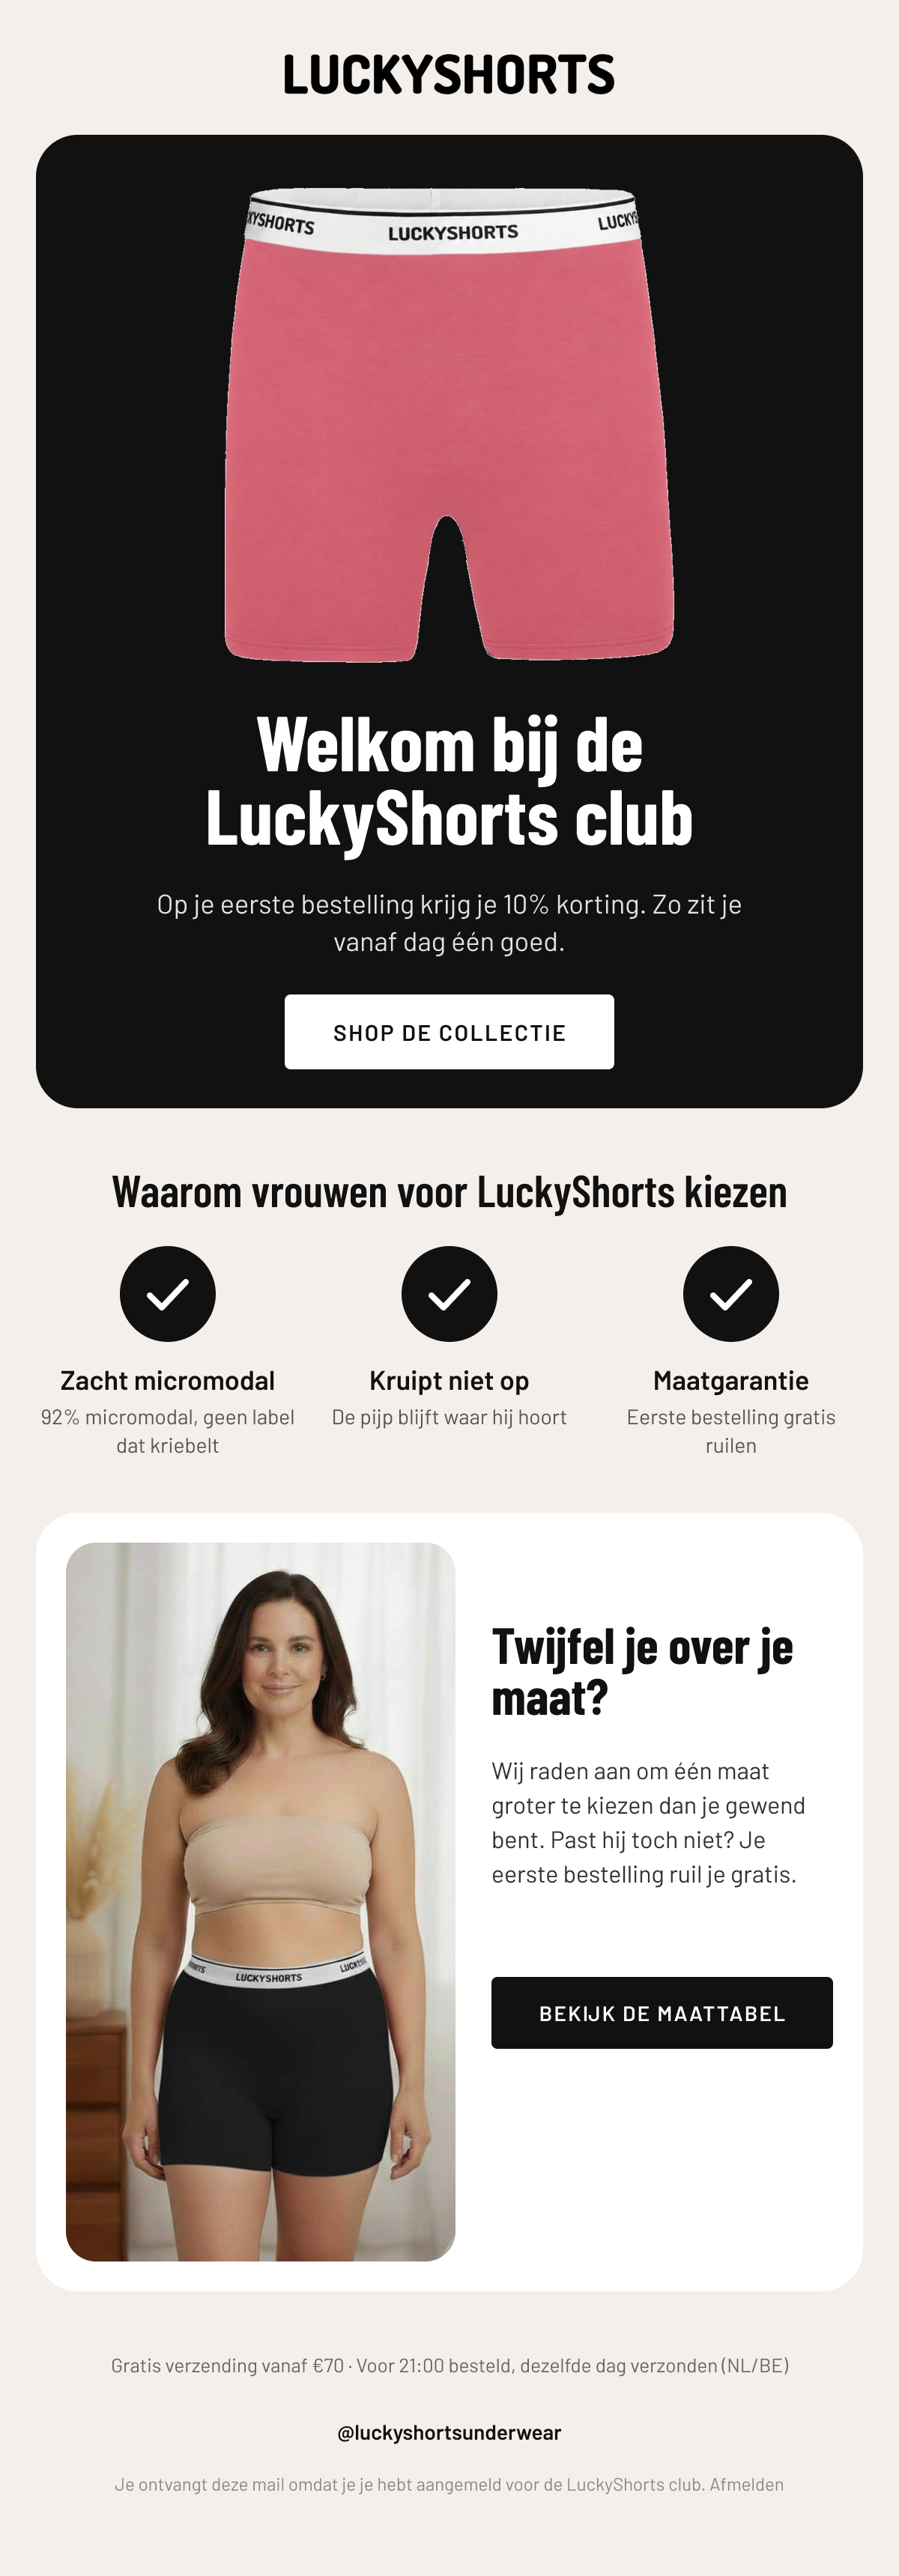 LUCKYSHORTS
KYSHORTS LUCKYSHORTS LUCKYS
Welkom bij de
LuckyShorts club
Op je eerste bestelling krijg je 10% korting. Zo zit je
vanaf dag één goed.
SHOP DE COLLECTIE
Waarom vrouwen voor LuckyShorts kiezen
Zacht micromodal
92% micromodal, geen label
dat kriebelt
Kruipt niet op
De pijp blijft waar hij hoort
Maatgarantie
Eerste bestelling gratis
ruilen
LUCKYSHORTS
Twijfel je over je
maat?
Wij raden aan om één maat
groter te kiezen dan je gewend
bent. Past hij toch niet? Je
eerste bestelling ruil je gratis.
BEKIJK DE MAATTABEL
Gratis verzending vanaf €70 · Voor 21:00 besteld, dezelfde dag verzonden (NL/BE)
@luckyshortsunderwear
Je ontvangt deze mail omdat je je hebt aangemeld voor de LuckyShorts club. Afmelden